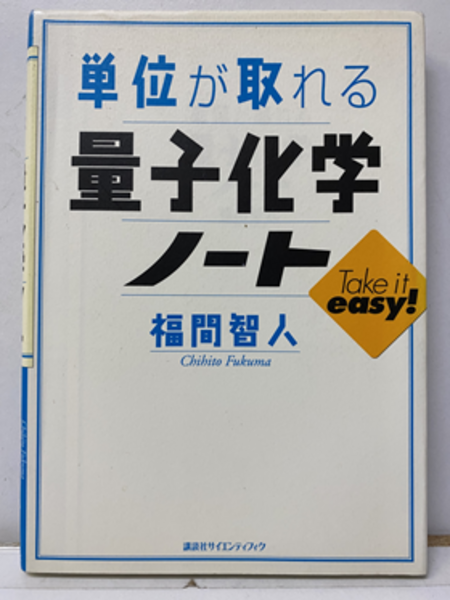 単位が取れる
量子化学
ノート
Take it
easy!
福間智人
Chihito Fukuma
講談社サイエンティフィク